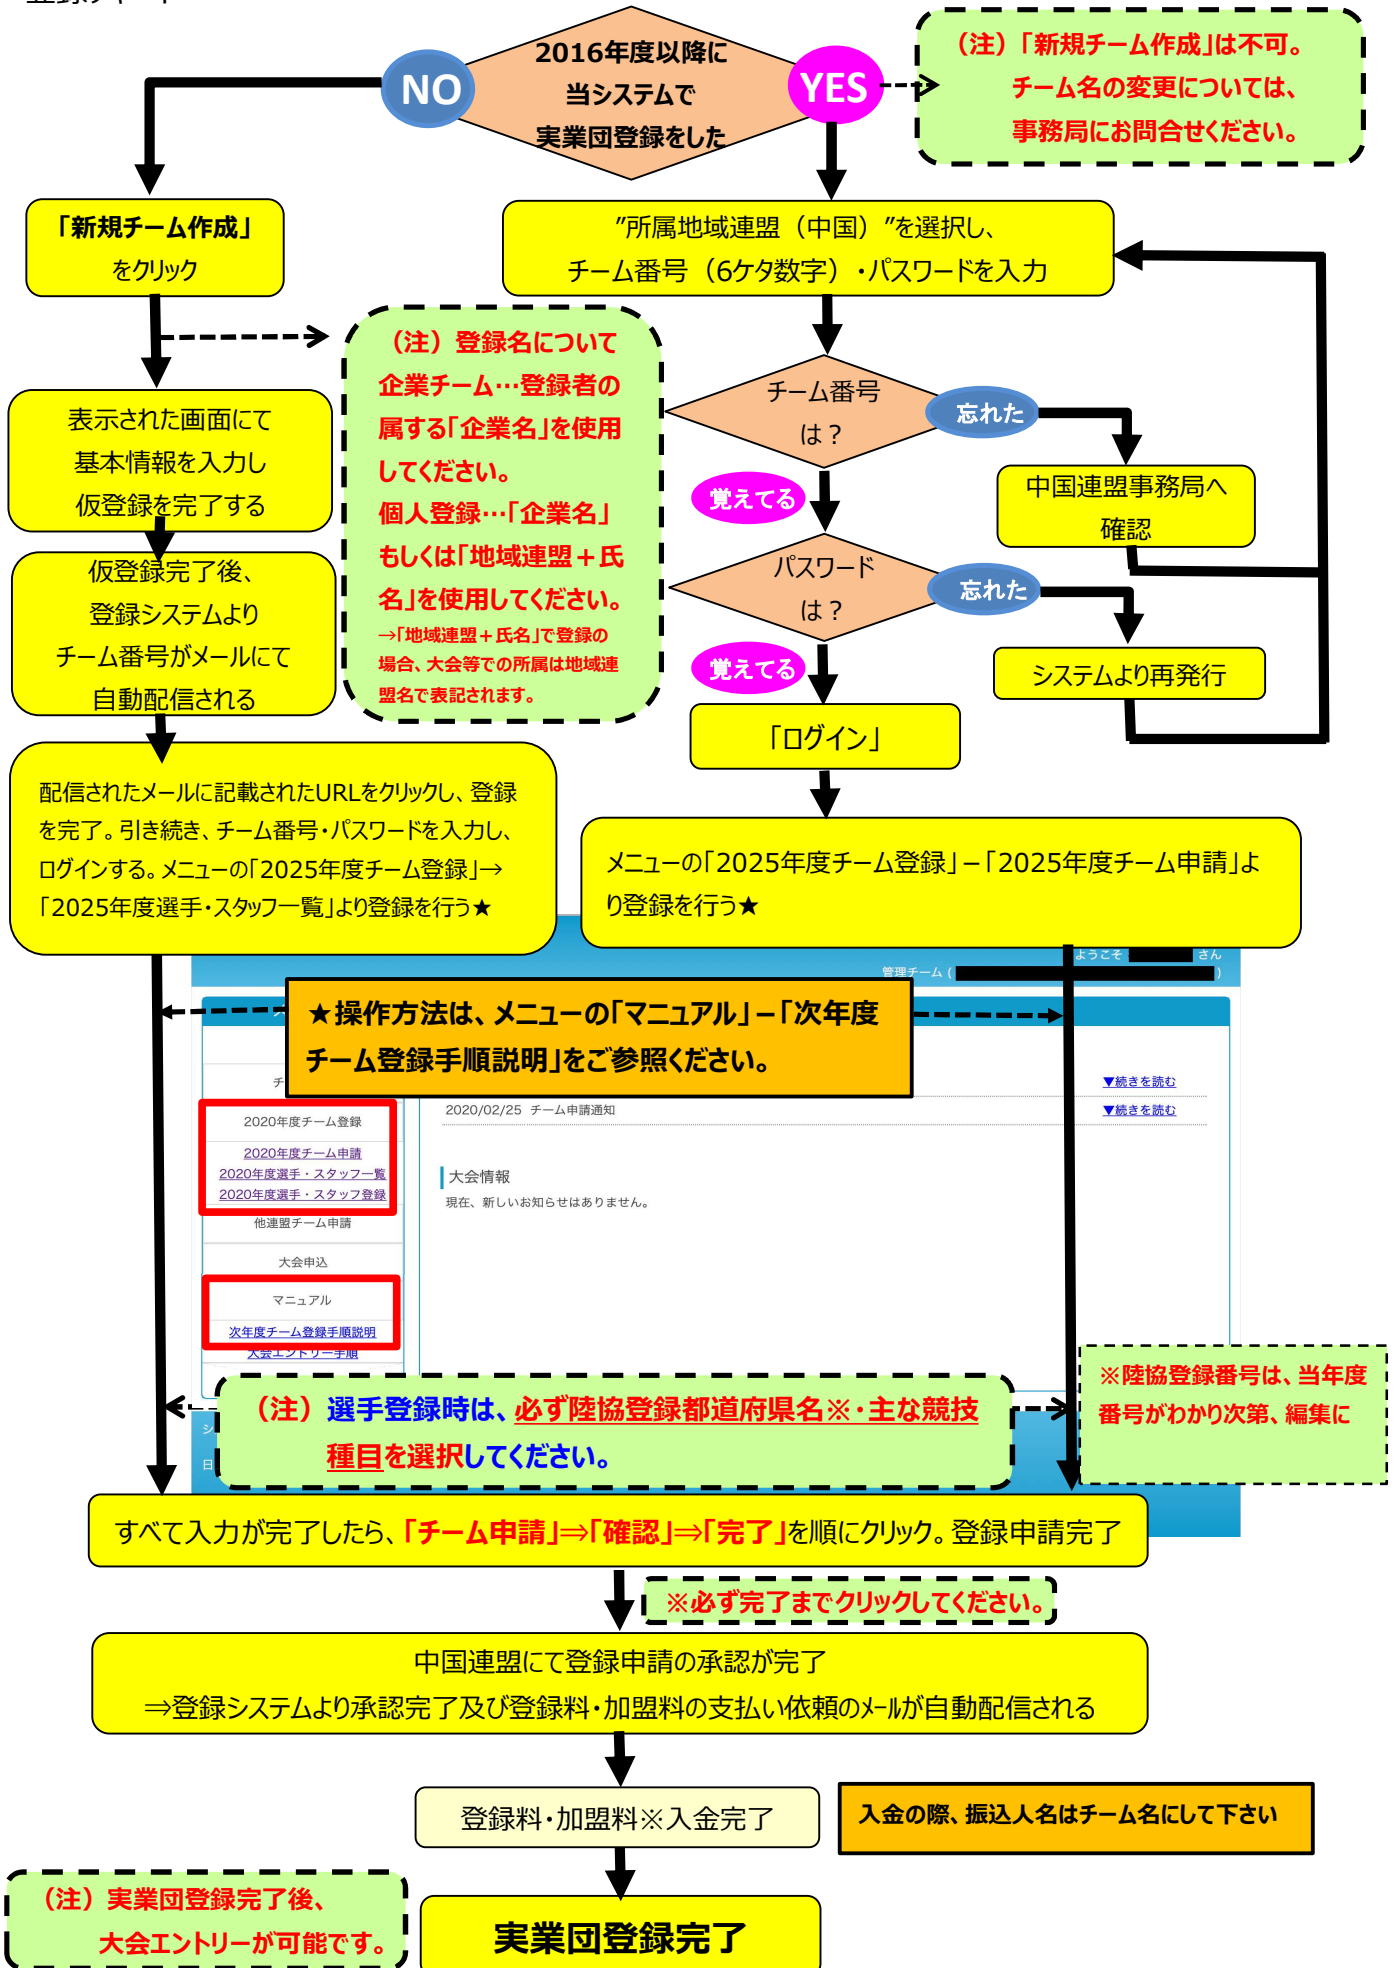 登録チャート
2016年度以降に
当システムで
実業団登録をした
NO
YES
（注）「新規チーム作成」は不可。
チーム名の変更については、
事務局にお問合せください。
「新規チーム作成」
をクリック
”所属地域連盟（中国）”を選択し、
チーム番号（6ケタ数字）・パスワードを入力
（注）登録名について
企業チーム…登録者の
属する「企業名」を使用
してください。
個人登録…「企業名」
もしくは「地域連盟＋氏
名」を使用してください。
→「地域連盟＋氏名」で登録の
場合、大会等での所属は地域連
盟名で表記されます。
チーム番号
は？
忘れた
覚えてる
中国連盟事務局へ
確認
パスワード
は？
忘れた
覚えてる
システムより再発行
「ログイン」
表示された画面にて
基本情報を入力し
仮登録を完了する
仮登録完了後、
登録システムより
チーム番号がメールにて
自動配信される
配信されたメールに記載されたURLをクリックし、登録
を完了。引き続き、チーム番号・パスワードを入力し、
ログインする。メニューの「2025年度チーム登録」→
「2025年度選手・スタッフ一覧」より登録を行う★
メニューの「2025年度チーム登録」－「2025年度チーム申請」よ
り登録を行う★
ようこそ さん
管理チーム ( )
★操作方法は、メニューの「マニュアル」－「次年度
チーム登録手順説明」をご参照ください。
チ
▼続きを読む
2020/02/25 チーム申請通知
▼続きを読む
2020年度チーム登録
2020年度チーム申請
2020年度選手・スタッフ一覧
2020年度選手・スタッフ登録
大会情報
現在、新しいお知らせはありません。
他連盟チーム申請
大会申込
マニュアル
次年度チーム登録手順説明
大会エントリー手順
（注）選手登録時は、必ず陸協登録都道府県名※・主な競技
種目を選択してください。
※陸協登録番号は、当年度
番号がわかり次第、編集に
シ
日
すべて入力が完了したら、「チーム申請」⇒「確認」⇒「完了」を順にクリック。登録申請完了
※必ず完了までクリックしてください。
中国連盟にて登録申請の承認が完了
⇒登録システムより承認完了及び登録料・加盟料の支払い依頼のメールが自動配信される
登録料・加盟料※入金完了
入金の際、振込人名はチーム名にして下さい
（注）実業団登録完了後、
大会エントリーが可能です。
実業団登録完了